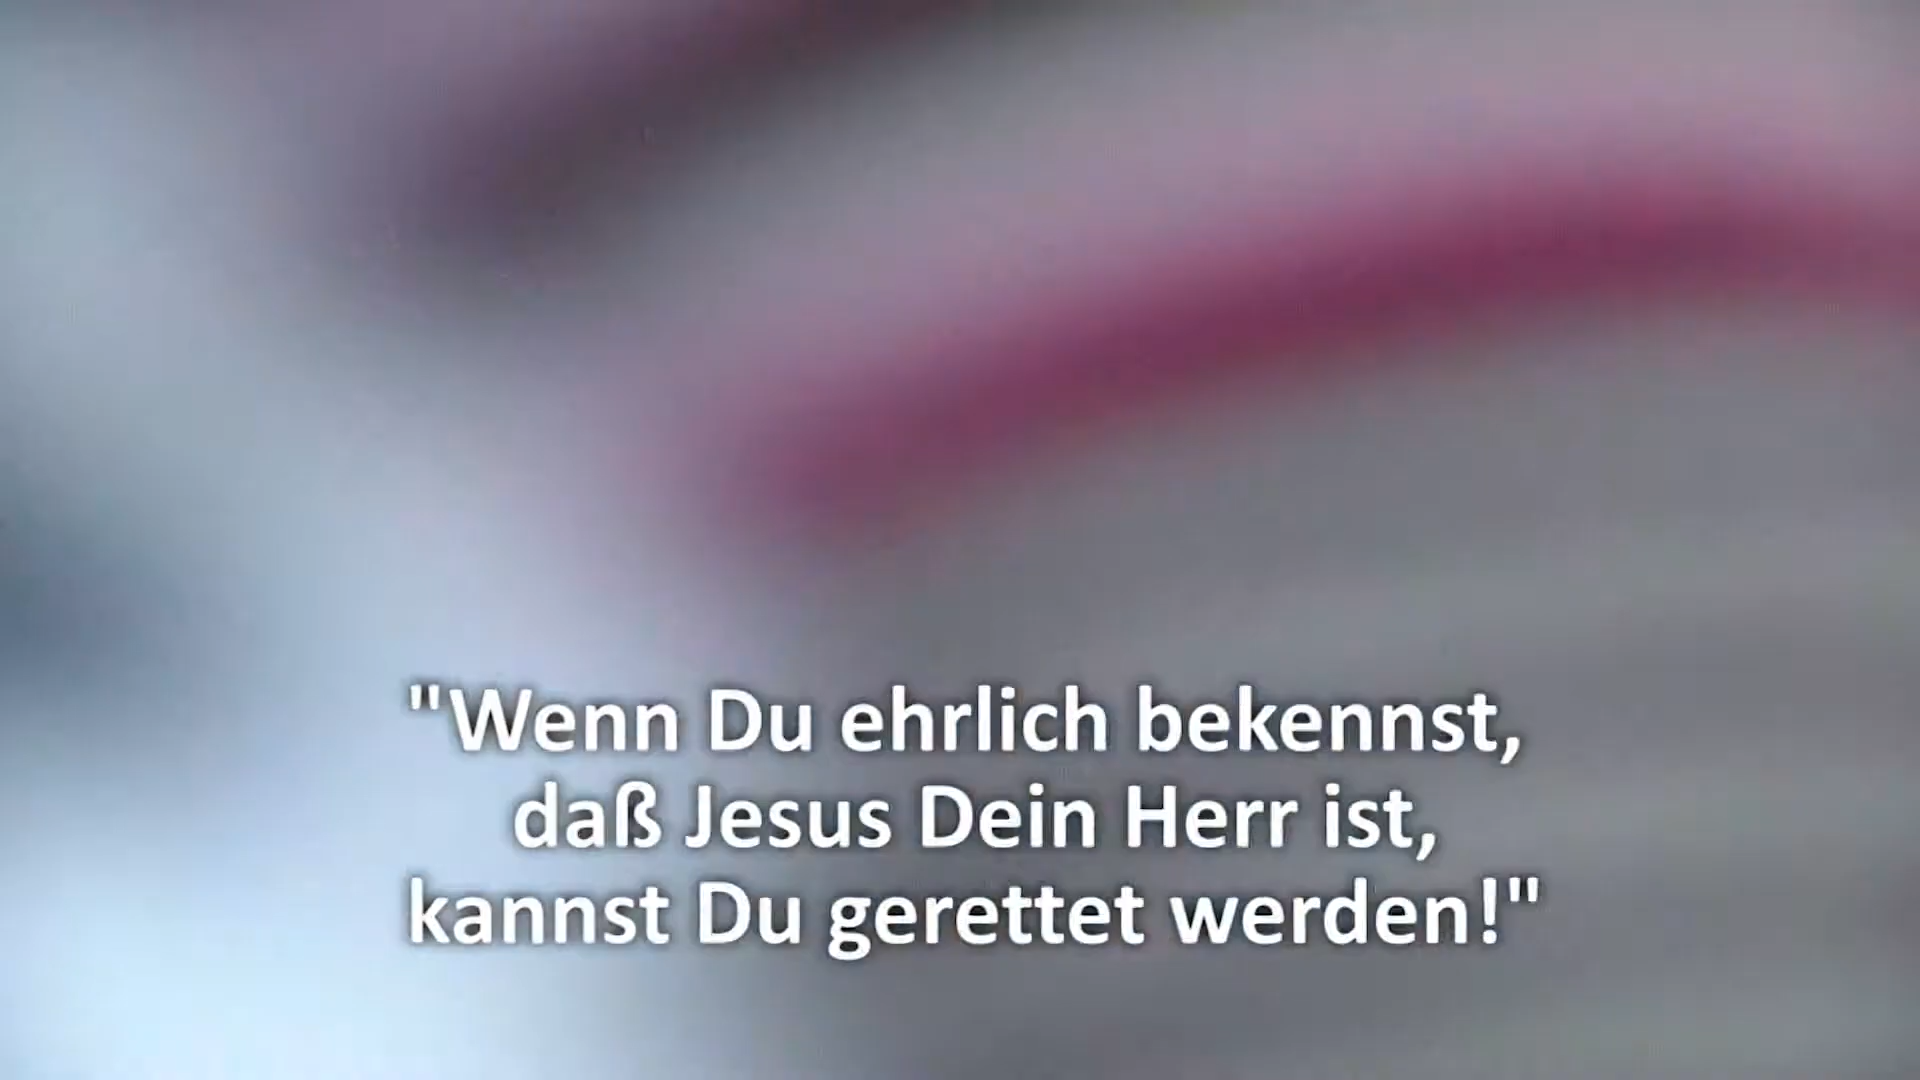 "Wenn Du ehrlich bekennst,
daß Jesus Dein Herr ist,
kannst Du gerettet werden!"